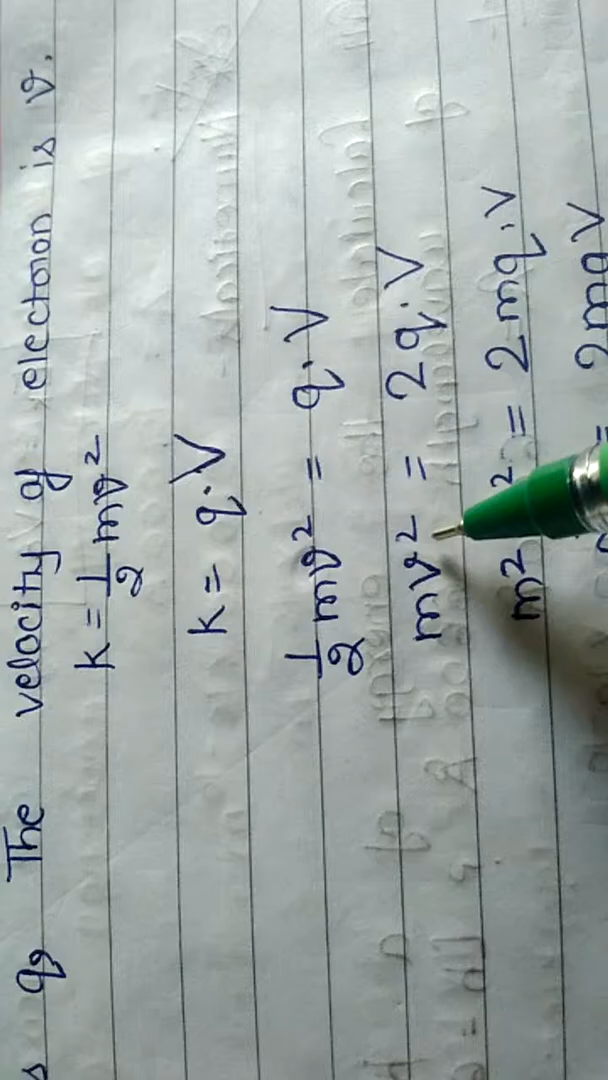 q, The velocity of electron is v.
K = 1/2 mv²
K = q.V
1/2 mv² = q.V
mv² = 2q.V
m² ² = 2mq.V
= 2mqV